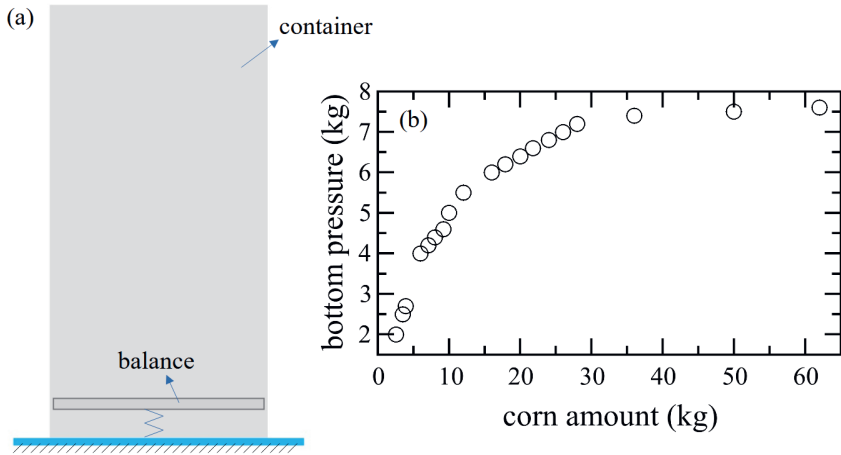 (a)
container
balance
(b)
bottom pressure (kg)
8
7
6
5
4
3
2
0 10 20 30 40 50 60
corn amount (kg)